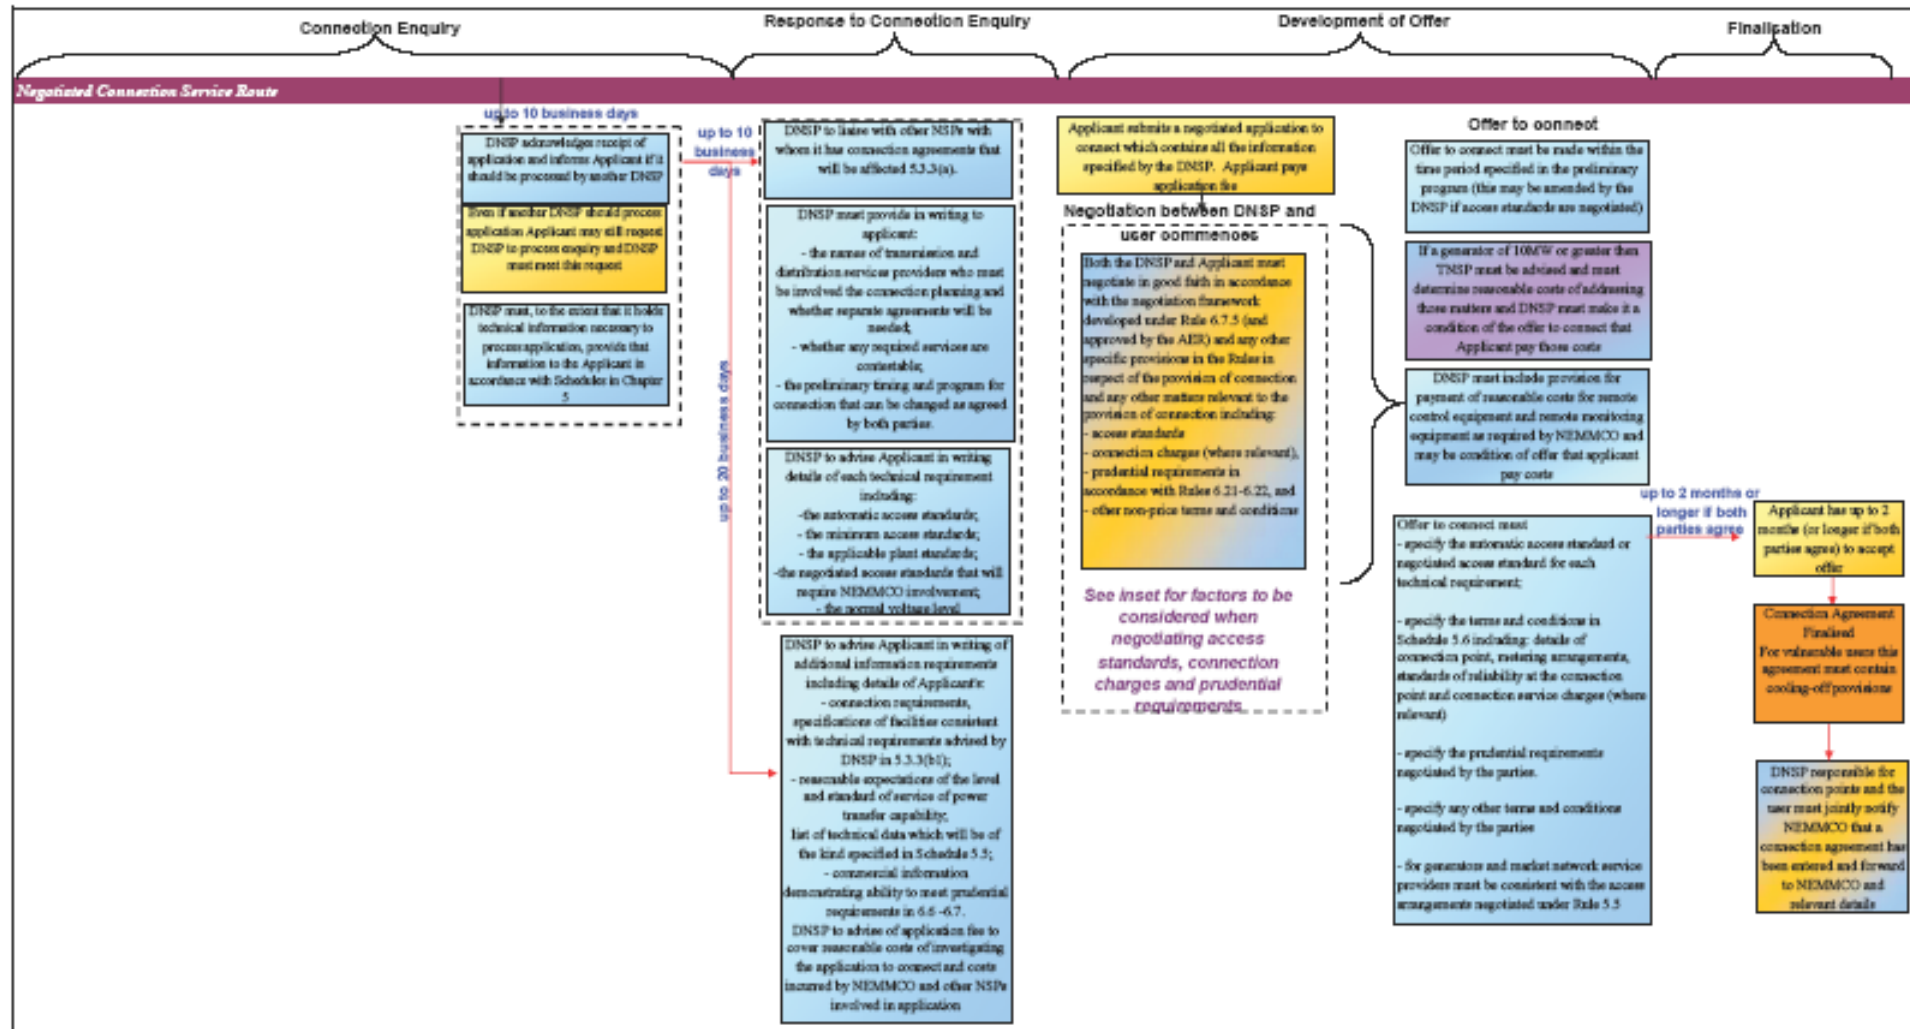 Connection Enquiry
Response to Connection Enquiry
Development of Offer
Finalisation
Negotiated Connection Service Route
up to 10 business days
DNSP acknowledges receipt of
application and informs Applicant if it
should be processed by another DNSP
Even if another DNSP should process
application Applicant may still request
DNSP to process enquiry and DNSP
must meet this request
DNSP must, to the extent that it holds
technical information necessary to
process application, provide that
information to the Applicant in
accordance with Schedules in Chapter
5
up to 10
business
days
up to 20 business days
DNSP to liaise with other NSPs with
whom it has connection agreements that
will be affected 5.3.3(a).
DNSP must provide in writing to
applicant:
- the names of transmission and
distribution services providers who must
be involved the connection planning and
whether separate agreements will be
needed;
- whether any required services are
contestable;
- the preliminary timing and program for
connection that can be changed as agreed
by both parties.
DNSP to advise Applicant in writing
details of each technical requirement
including:
-the automatic access standards;
- the minimum access standards;
- the applicable plant standards;
-the negotiated access standards that will
require NEMMCO involvement;
- the normal voltage level
DNSP to advise Applicant in writing of
additional information requirements
including details of Applicant's:
- connection requirements,
specifications of facilities consistent
with technical requirements advised by
DNSP in 5.3.3(b1);
- reasonable expectations of the level
and standard of service of power
transfer capability;
list of technical data which will be of
the kind specified in Schedule 5.5;
- commercial information
demonstrating ability to meet prudential
requirements in 6.6 -6.7.
DNSP to advise of application fee to
cover reasonable costs of investigating
the application to connect and costs
incurred by NEMMCO and other NSPs
involved in application
Applicant submits a negotiated application to
connect which contains all the information
specified by the DNSP. Applicant pays
application fee
Negotiation between DNSP and
user commences
Both the DNSP and Applicant must
negotiate in good faith in accordance
with the negotiation framework
developed under Rule 6.7.5 (and
approved by the AER) and any other
specific provisions in the Rules in
respect of the provision of connection
and any other matters relevant to the
provision of connection including:
- access standards
- connection charges (where relevant),
- prudential requirements in
accordance with Rules 6.21-6.22, and
- other non-price terms and conditions
See inset for factors to be
considered when
negotiating access
standards, connection
charges and prudential
requirements
Offer to connect
Offer to connect must be made within the
time period specified in the preliminary
program (this may be amended by the
DNSP if access standards are negotiated)
If a generator of 10MW or greater then
TNSP must be advised and must
determine reasonable costs of addressing
those matters and DNSP must make it a
condition of the offer to connect that
Applicant pay those costs
DNSP must include provision for
payment of reasonable costs for remote
control equipment and remote monitoring
equipment as required by NEMMCO and
may be condition of offer that applicant
pay costs
Offer to connect must
- specify the automatic access standard or
negotiated access standard for each
technical requirement;
- specify the terms and conditions in
Schedule 5.6 including: details of
connection point, metering arrangements,
standards of reliability at the connection
point and connection service charges (where
relevant)
- specify the prudential requirements
negotiated by the parties.
- specify any other terms and conditions
negotiated by the parties
- for generators and market network service
providers must be consistent with the access
arrangements negotiated under Rule 5.5
up to 2 months or
longer if both
parties agree
Applicant has up to 2
months (or longer if both
parties agree) to accept
offer
Connection Agreement
Finalised
For vulnerable users this
agreement must contain
cooling-off provisions
DNSP responsible for
connection points and the
user must jointly notify
NEMMCO that a
connection agreement has
been entered and forward
to NEMMCO and
relevant details